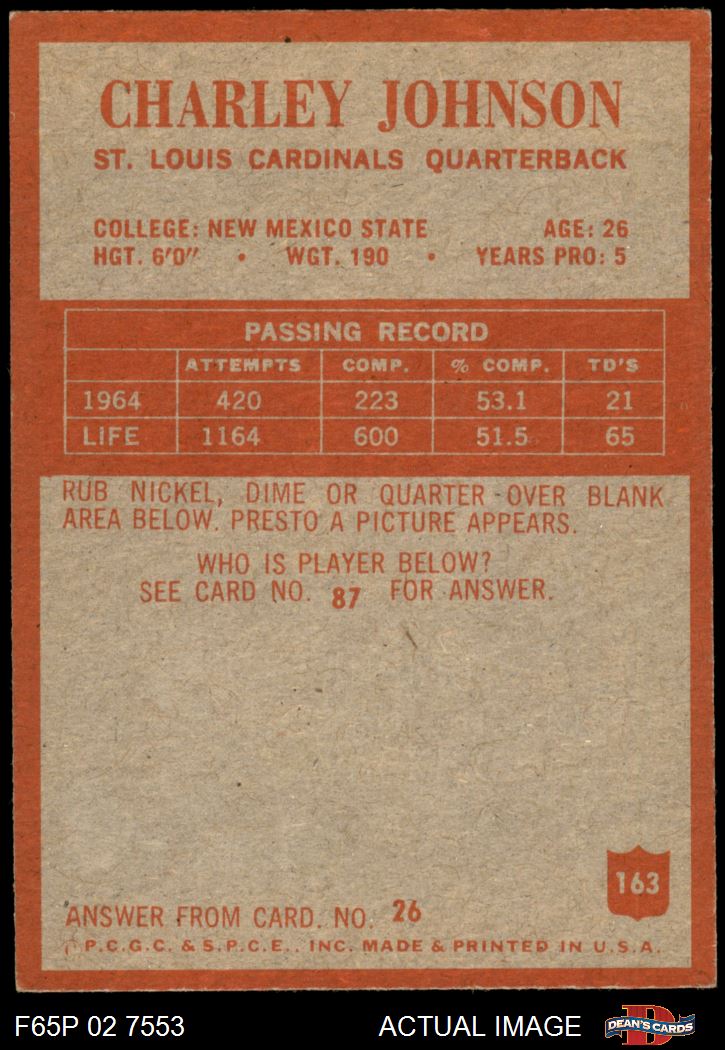 CHARLEY JOHNSON
ST. LOUIS CARDINALS QUARTERBACK
COLLEGE: NEW MEXICO STATE AGE: 26
HGT. 6'0" • WGT. 190 • YEARS PRO: 5
PASSING RECORD
ATTEMPTS COMP. % COMP. TD'S
1964 420 223 53.1 21
LIFE 1164 600 51.5 65
RUB NICKEL, DIME OR QUARTER OVER BLANK
AREA BELOW. PRESTO A PICTURE APPEARS.
WHO IS PLAYER BELOW?
SEE CARD NO. 87 FOR ANSWER.
163
ANSWER FROM CARD. NO. 26
P.C.G.C. & S.P.C.E., INC. MADE & PRINTED IN U.S.A.
F65P 02 7553 ACTUAL IMAGE
D
DEAN'S CARDS